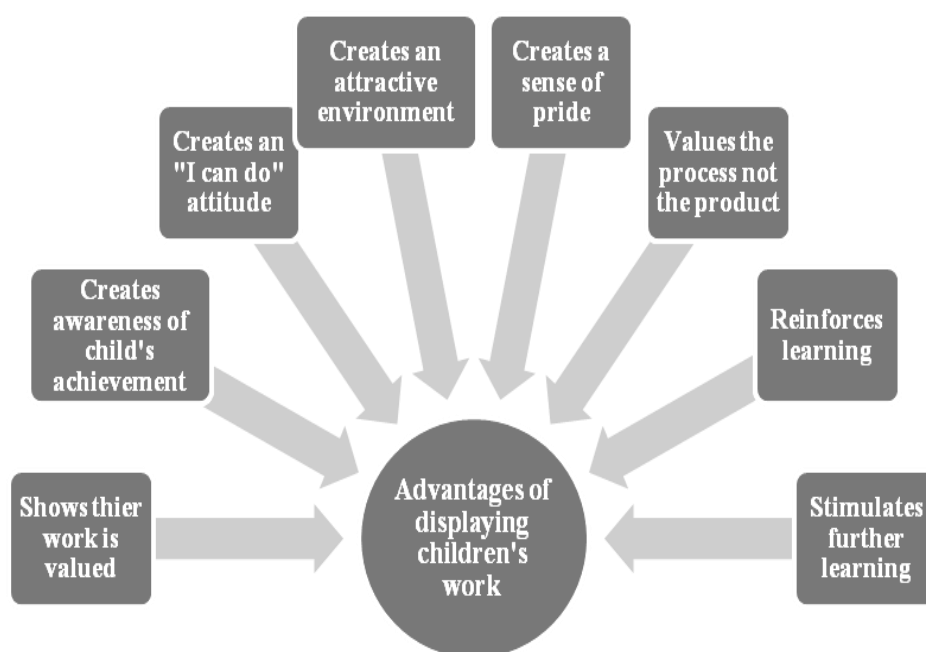 Creates an
attractive
environment
Creates a
sense of
pride
Creates an
"I can do"
attitude
Values the
process not
the product
Creates
awareness of
child's
achievement
Reinforces
learning
Shows thier
work is
valued
Advantages of
displaying
children's
work
Stimulates
further
learning